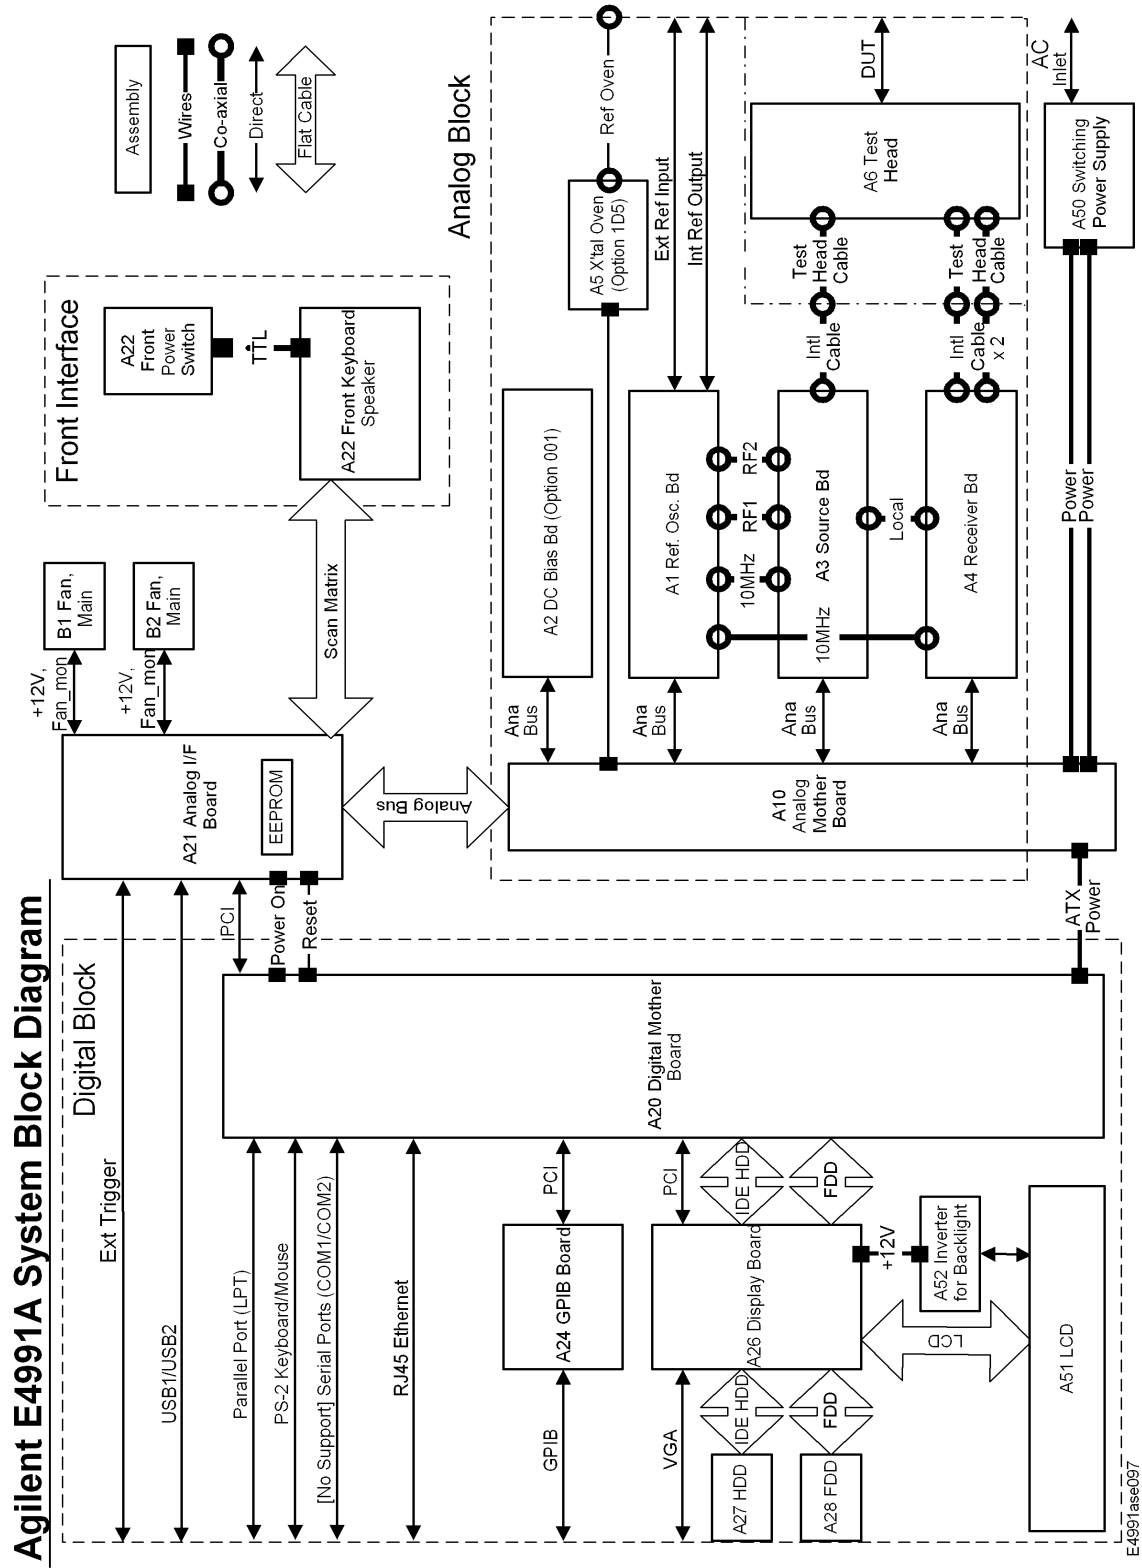 Agilent E4991A System Block Diagram
Digital Block
Ext Trigger
USB1/USB2
Parallel Port (LPT)
PS-2 Keyboard/Mouse
[No Support] Serial Ports (COM1/COM2)
RJ45 Ethernet
GPIB
A24 GPIB Board
PCI
VGA
A26 Display Board
PCI
A27 HDD
IDE HDD
IDE HDD
A28 FDD
FDD
FDD
LCD
+12V
A52 Inverter
for Backlight
A51 LCD
A20 Digital Mother
Board
PCI
Power On
Reset
ATX
Power
A21 Analog I/F
Board
EEPROM
+12V,
Fan_mon
B1 Fan,
Main
+12V,
Fan_mon
B2 Fan,
Main
Scan Matrix
Analog Bus
Front Interface
A22
Front
Power
Switch
TTL
A22 Front Keyboard
Speaker
Assembly
Wires
Co-axial
Direct
Flat Cable
Analog Block
A10
Analog
Mother
Board
Ana
Bus
A2 DC Bias Bd (Option 001)
A5 X'tal Oven
(Option 1D5)
Ref Oven
Ana
Bus
A1 Ref. Osc. Bd
Ext Ref Input
Int Ref Output
10MHz
RF1
RF2
Ana
Bus
A3 Source Bd
10MHz
Intl
Cable
Test
Head
Cable
Local
Ana
Bus
A4 Receiver Bd
Intl
Cable
x 2
Test
Head
Cable
A6 Test
Head
DUT
Power
Power
A50 Switching
Power Supply
AC
Inlet
E4991ase097